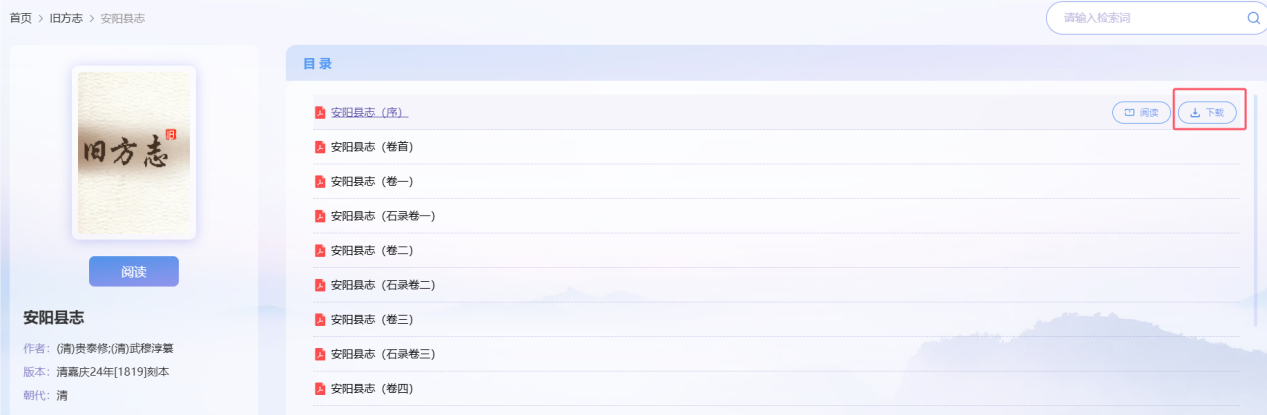 首页 > 旧方志 > 安阳县志
请输入检索词
旧方志
旧
阅读
安阳县志
作者：(清)贵泰修;(清)武穆淳纂
版本：清嘉庆24年[1819]刻本
朝代：清
目录
安阳县志（序） 阅读 下载
安阳县志（卷首)
安阳县志（卷一)
安阳县志（石录卷一)
安阳县志（卷二)
安阳县志（石录卷二)
安阳县志（卷三)
安阳县志（石录卷三)
安阳县志（卷四)